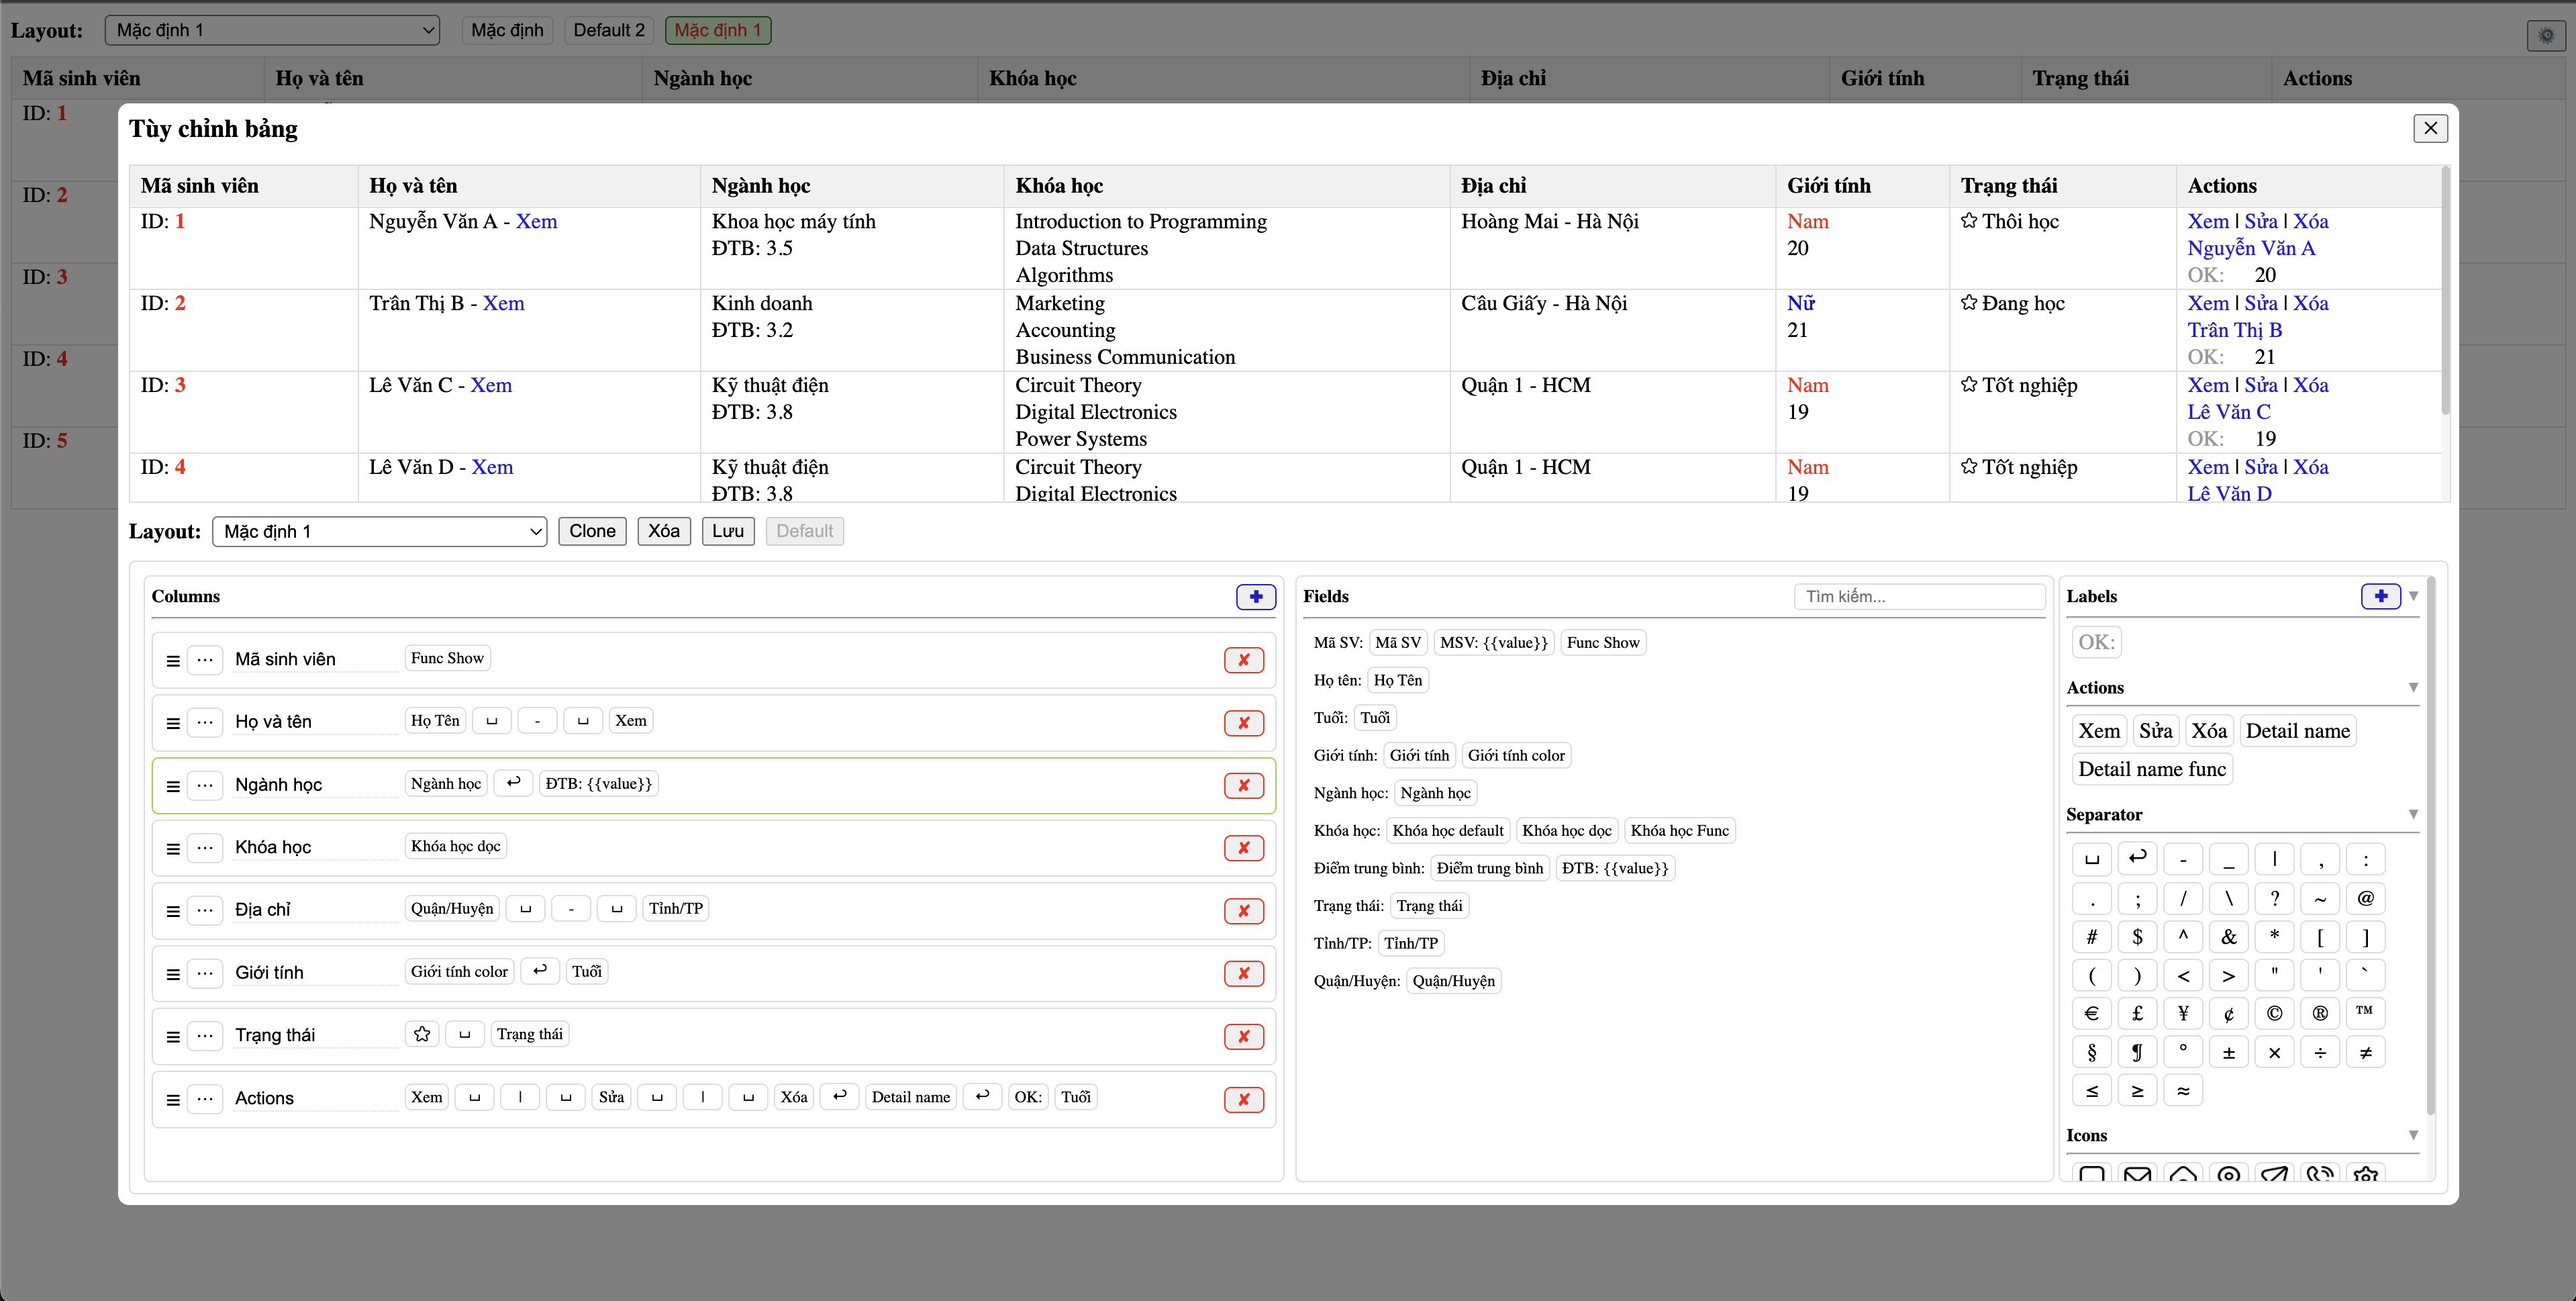 Layout: Mặc định 1 Mặc định Default 2 Mặc định 1
Mã sinh viên Họ và tên Ngành học Khóa học Địa chỉ Giới tính Trạng thái Actions
ID: 1
ID: 2
ID: 3
ID: 4
ID: 5
Tùy chỉnh bảng
Mã sinh viên Họ và tên Ngành học Khóa học Địa chỉ Giới tính Trạng thái Actions
ID: 1 Nguyễn Văn A - Xem Khoa học máy tính Introduction to Programming Hoàng Mai - Hà Nội Nam Thôi học Xem | Sửa | Xóa
ĐTB: 3.5 Data Structures 20 Nguyễn Văn A
Algorithms OK: 20
ID: 2 Trần Thị B - Xem Kinh doanh Marketing Cầu Giấy - Hà Nội Nữ Đang học Xem | Sửa | Xóa
ĐTB: 3.2 Accounting 21 Trần Thị B
Business Communication OK: 21
ID: 3 Lê Văn C - Xem Kỹ thuật điện Circuit Theory Quận 1 - HCM Nam Tốt nghiệp Xem | Sửa | Xóa
ĐTB: 3.8 Digital Electronics 19 Lê Văn C
Power Systems OK: 19
ID: 4 Lê Văn D - Xem Kỹ thuật điện Circuit Theory Quận 1 - HCM Nam Tốt nghiệp Xem | Sửa | Xóa
ĐTB: 3.8 Digital Electronics 19 Lê Văn D
Layout: Mặc định 1 Clone Xóa Lưu Default
Columns
Mã sinh viên Func Show
Họ và tên Họ Tên ⌴ - ⌴ Xem
Ngành học Ngành học ↩ ĐTB: {{value}}
Khóa học Khóa học dọc
Địa chỉ Quận/Huyện ⌴ - ⌴ Tỉnh/TP
Giới tính Giới tính color ↩ Tuổi
Trạng thái ⌴ Trạng thái
Actions Xem ⌴ | ⌴ Sửa ⌴ | ⌴ Xóa ↩ Detail name ↩ OK: Tuổi
Fields Tìm kiếm...
Mã SV: Mã SV MSV: {{value}} Func Show
Họ tên: Họ Tên
Tuổi: Tuổi
Giới tính: Giới tính Giới tính color
Ngành học: Ngành học
Khóa học: Khóa học default Khóa học dọc Khóa học Func
Điểm trung bình: Điểm trung bình ĐTB: {{value}}
Trạng thái: Trạng thái
Tỉnh/TP: Tỉnh/TP
Quận/Huyện: Quận/Huyện
Labels
OK:
Actions
Xem Sửa Xóa Detail name
Detail name func
Separator
⌴ ↩ - _ | , :
. ; / \ ? ~ @
# $ ^ & * [ ]
( ) < > " ' `
€ £ ¥ ¢ © ® ™
§ ¶ ° ± × ÷ ≠
≤ ≥ ≈
Icons